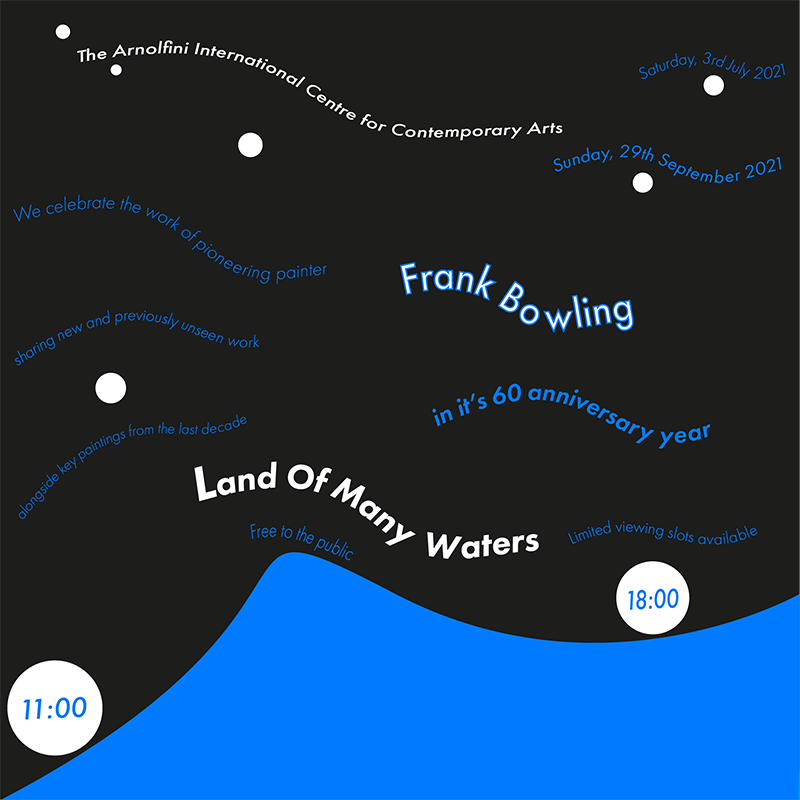 The Arnolfini International Centre for Contemporary Arts
Saturday, 3rd July 2021
Sunday, 29th September 2021
We celebrate the work of pioneering painter
Frank Bowling
sharing new and previously unseen work
in it's 60 anniversary year
alongside key paintings from the last decade
Land Of Many Waters
Free to the public
Limited viewing slots available
18:00
11:00